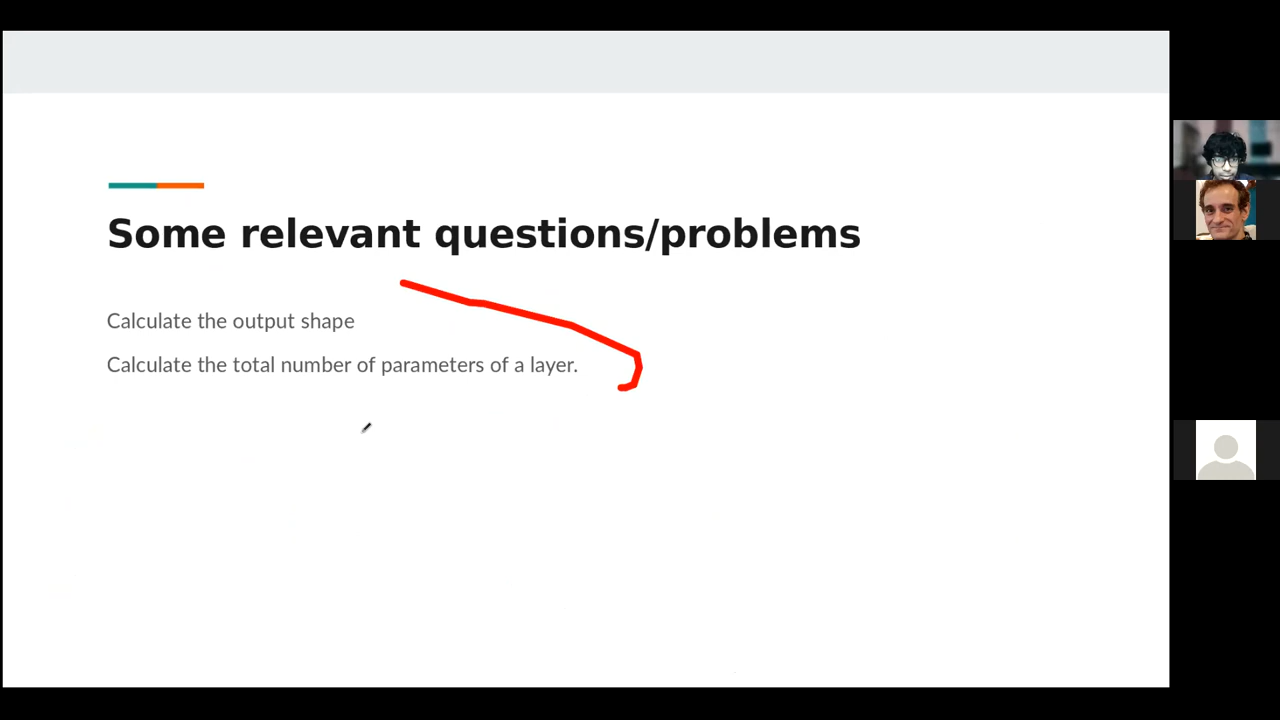 Some relevant questions/problems
Calculate the output shape
Calculate the total number of parameters of a layer.